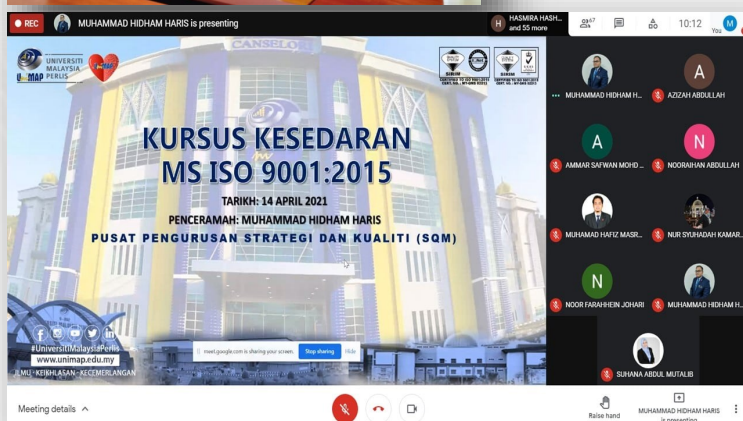 REC
MUHAMMAD HIDHAM HARIS is presenting
H
HASMIRA HASH...
and 55 more
67
10:12
You
M
UniMAP
UNIVERSITI
MALAYSIA
PERLIS
CANSELORI
SIRIM
SIRIM
KURSUS KESEDARAN
MS ISO 9001:2015
TARIKH: 14 APRIL 2021
PENCERAMAH: MUHAMMAD HIDHAM HARIS
PUSAT PENGURUSAN STRATEGI DAN KUALITI (SQM)
#UniversitiMalaysiaPerlis
www.unimap.edu.my
ILMU - KEIKHLASAN - KECEMERLANGAN
meet.google.com is sharing your screen.
Stop sharing
Hide
MUHAMMAD HIDHAM H...
A
AZIZAH ABDULLAH
A
AMMAR SAFWAN MOHD ...
N
NOORAIHAN ABDULLAH
MUHAMAD HAFIZ MASR...
NUR SYUHADAH KAMAR...
N
NOOR FARAHHEIN JOHARI
MUHAMMAD HIDHAM H...
SUHANA ABDUL MUTALIB
Meeting details
Raise hand
MUHAMMAD HIDHAM HARIS
is presenting